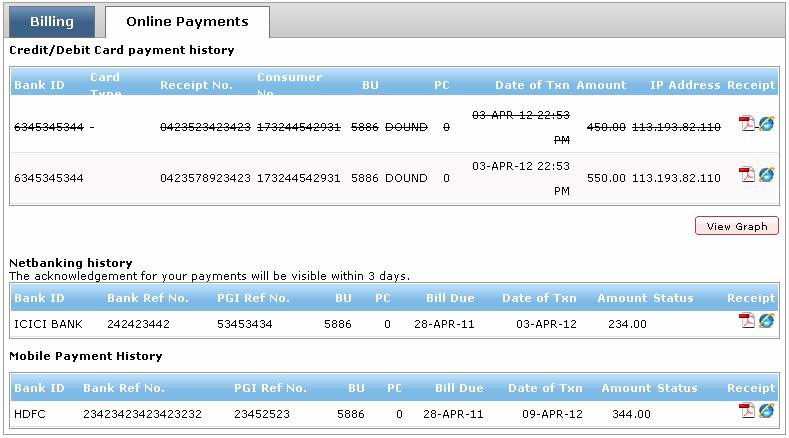 Billing Online Payments
Credit/Debit Card payment history
Bank ID Card Type Receipt No. Consumer No. BU PC Date of Txn Amount IP Address Receipt
6345345344 - 0423523423423 173244542931 5886 DOUND 0 03-APR-12 22:53 PM 450.00 113.193.82.110
6345345344 0423578923423 173244542931 5886 DOUND 0 03-APR-12 22:53 PM 550.00 113.193.82.110
View Graph
Netbanking history
The acknowledgement for your payments will be visible within 3 days.
Bank ID Bank Ref No. PGI Ref No. BU PC Bill Due Date of Txn Amount Status Receipt
ICICI BANK 242423442 53453434 5886 0 28-APR-11 03-APR-12 234.00
Mobile Payment History
Bank ID Bank Ref No. PGI Ref No. BU PC Bill Due Date of Txn Amount Status Receipt
HDFC 23423423423423232 23452523 5886 0 28-APR-11 09-APR-12 344.00